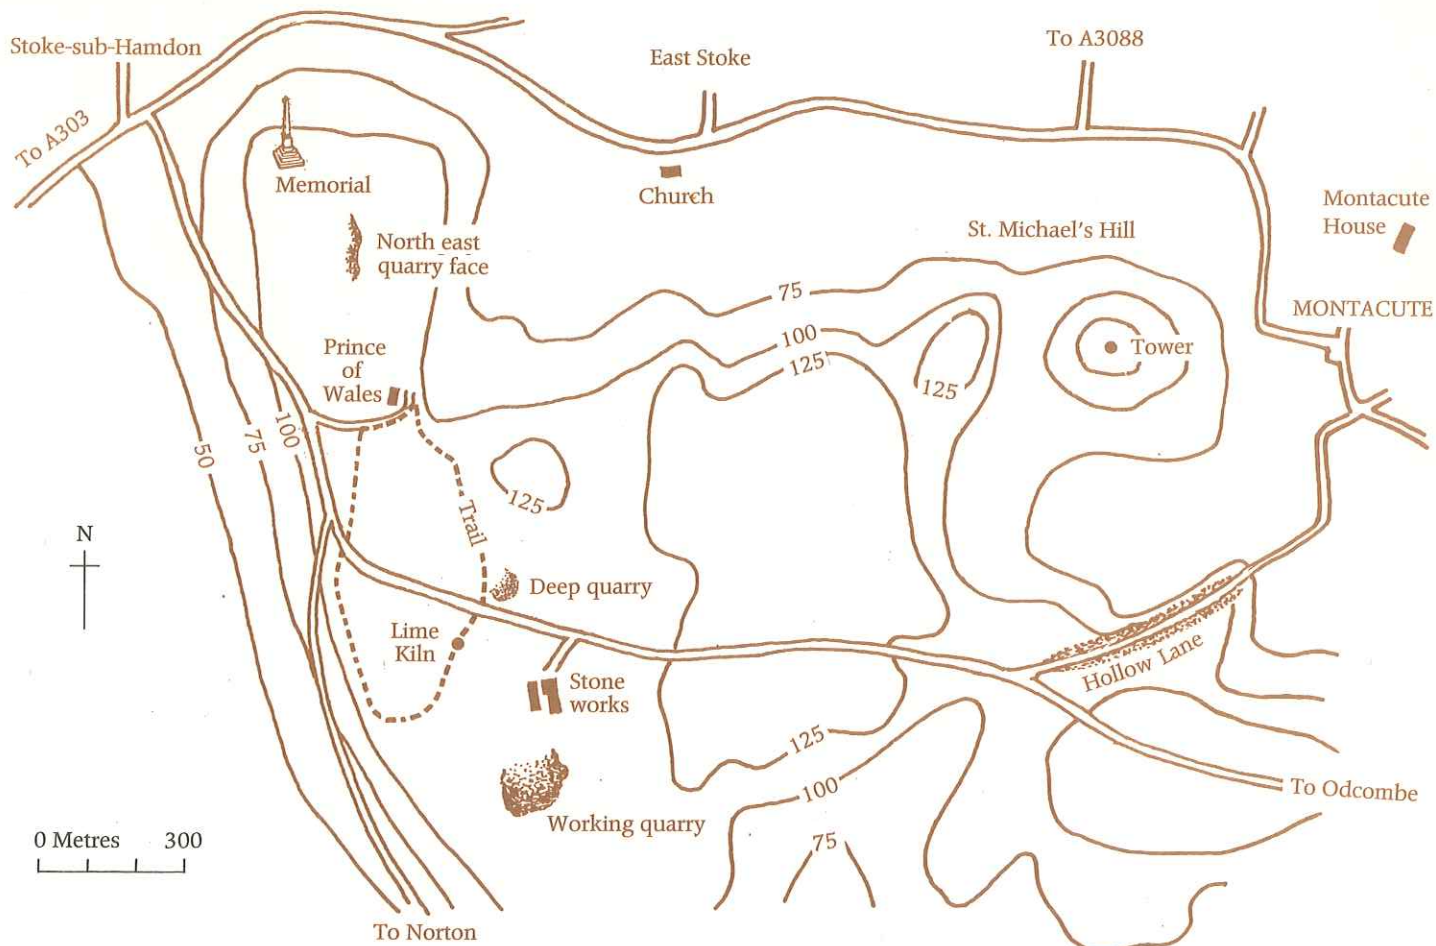 Stoke-sub-Hamdon
To A303
East Stoke
To A3088
Memorial
Church
Montacute
House
North east
quarry face
St. Michael's Hill
75
MONTACUTE
100
125
Prince
of
Wales
Tower
125
50
75
100
125
Trail
N
Deep quarry
Lime
Kiln
Stone
works
Hollow Lane
125
100
To Odcombe
Working quarry
75
0 Metres 300
To Norton